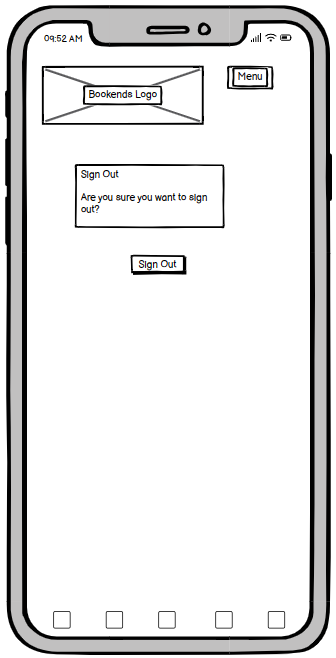 09:52 AM
Bookends Logo
Menu
Sign Out
Are you sure you want to sign
out?
Sign Out